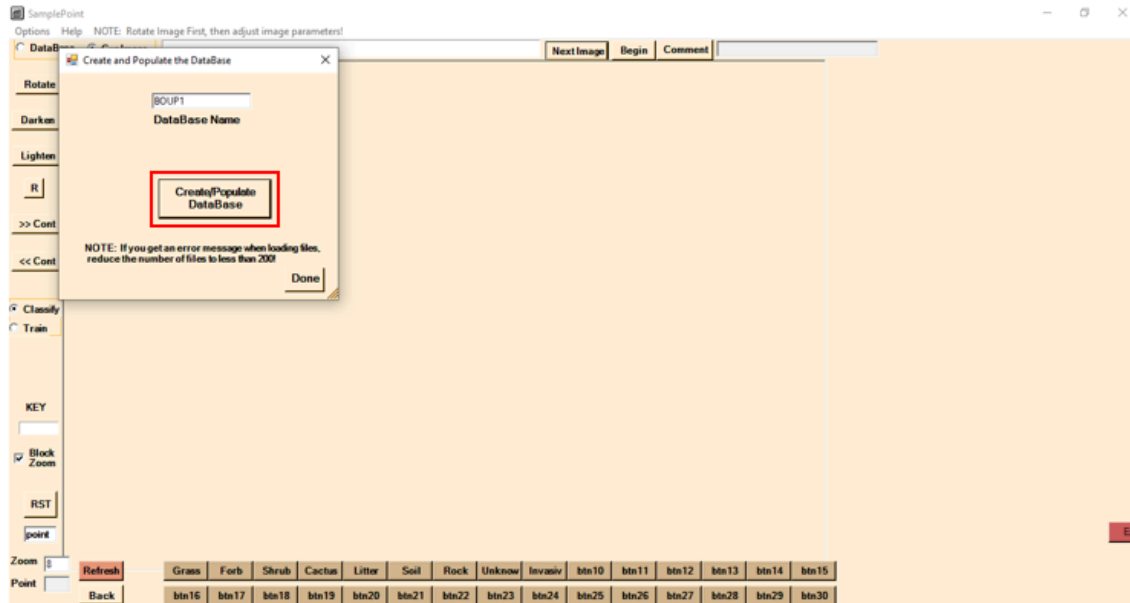 SamplePoint
Options Help NOTE: Rotate Image First, then adjust image parameters!
Next Image Begin Comment
Create and Populate the DataBase
BOUP1
DataBase Name
Create/Populate
DataBase
NOTE: If you get an error message when loading files,
reduce the number of files to less than 200!
Done
Rotate
Darken
Lighten
R
>> Cont
<< Cont
Classify
Train
KEY
Block
Zoom
RST
point
Zoom 8
Point
Refresh Grass Forb Shrub Cactus Litter Soil Rock Unknow Invasiv btn10 btn11 btn12 btn13 btn14 btn15
Back btn16 btn17 btn18 btn19 btn20 btn21 btn22 btn23 btn24 btn25 btn26 btn27 btn28 btn29 btn30